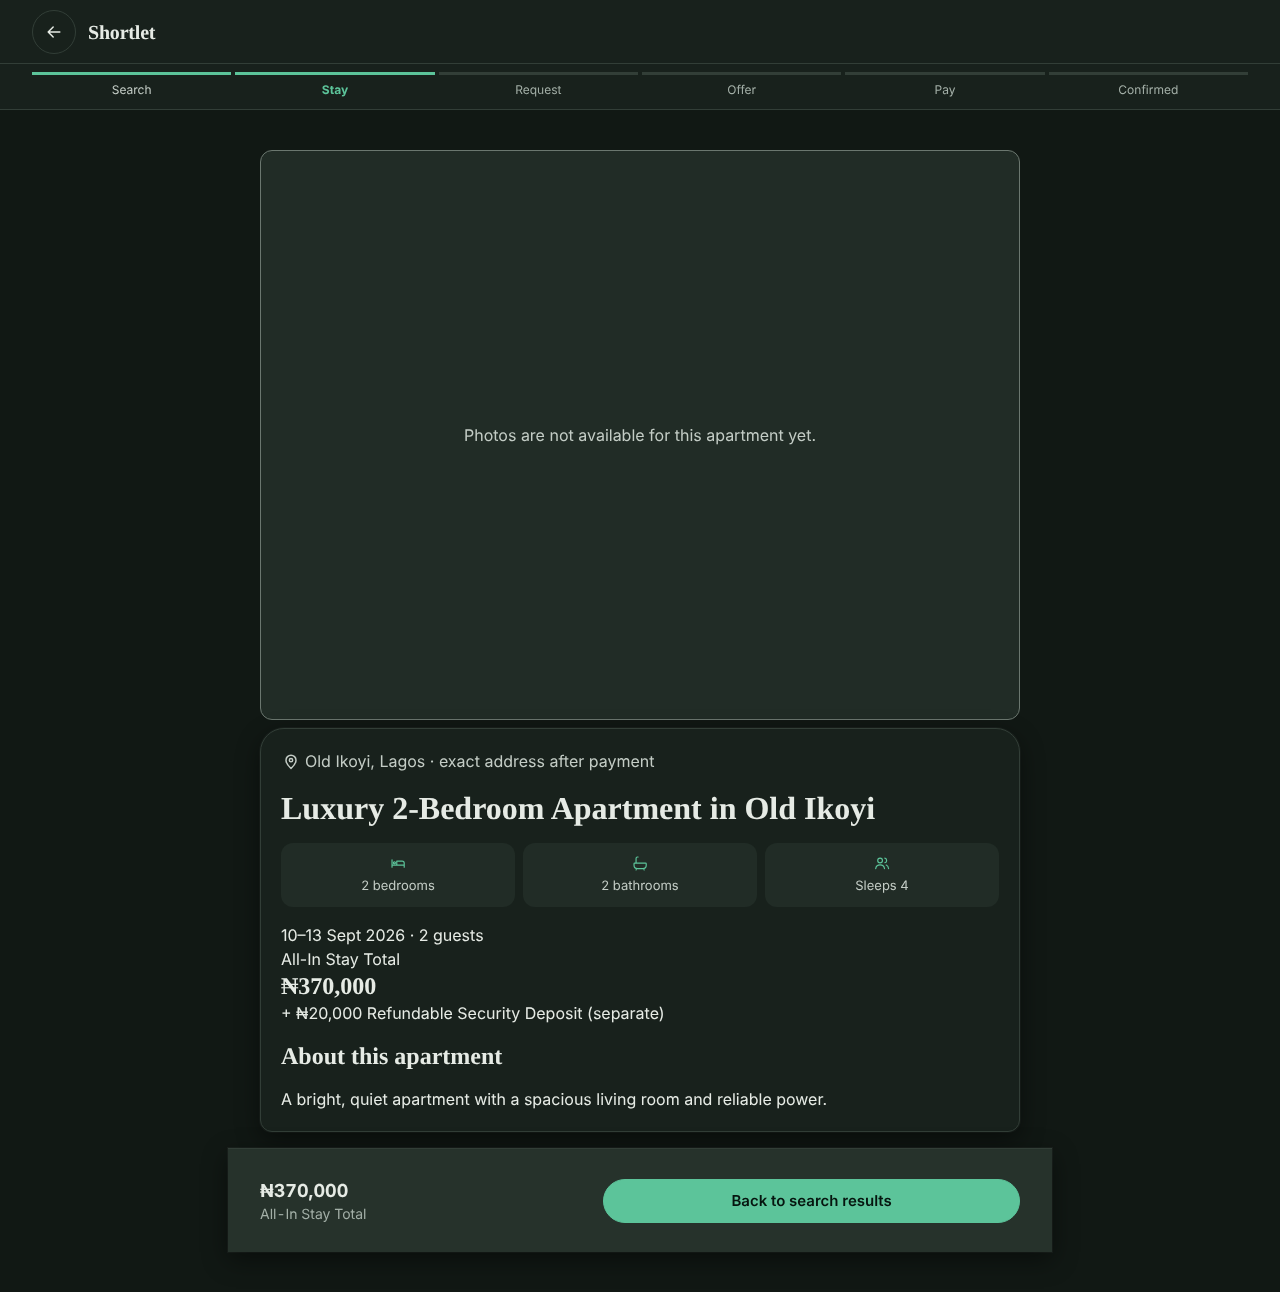 Shortlet
Search
Stay
Request
Offer
Pay
Confirmed
Photos are not available for this apartment yet.
Old Ikoyi, Lagos · exact address after payment
Luxury 2-Bedroom Apartment in Old Ikoyi
2 bedrooms
2 bathrooms
Sleeps 4
10–13 Sept 2026 · 2 guests
All-In Stay Total
₦370,000
+ ₦20,000 Refundable Security Deposit (separate)
About this apartment
A bright, quiet apartment with a spacious living room and reliable power.
₦370,000
All-In Stay Total
Back to search results